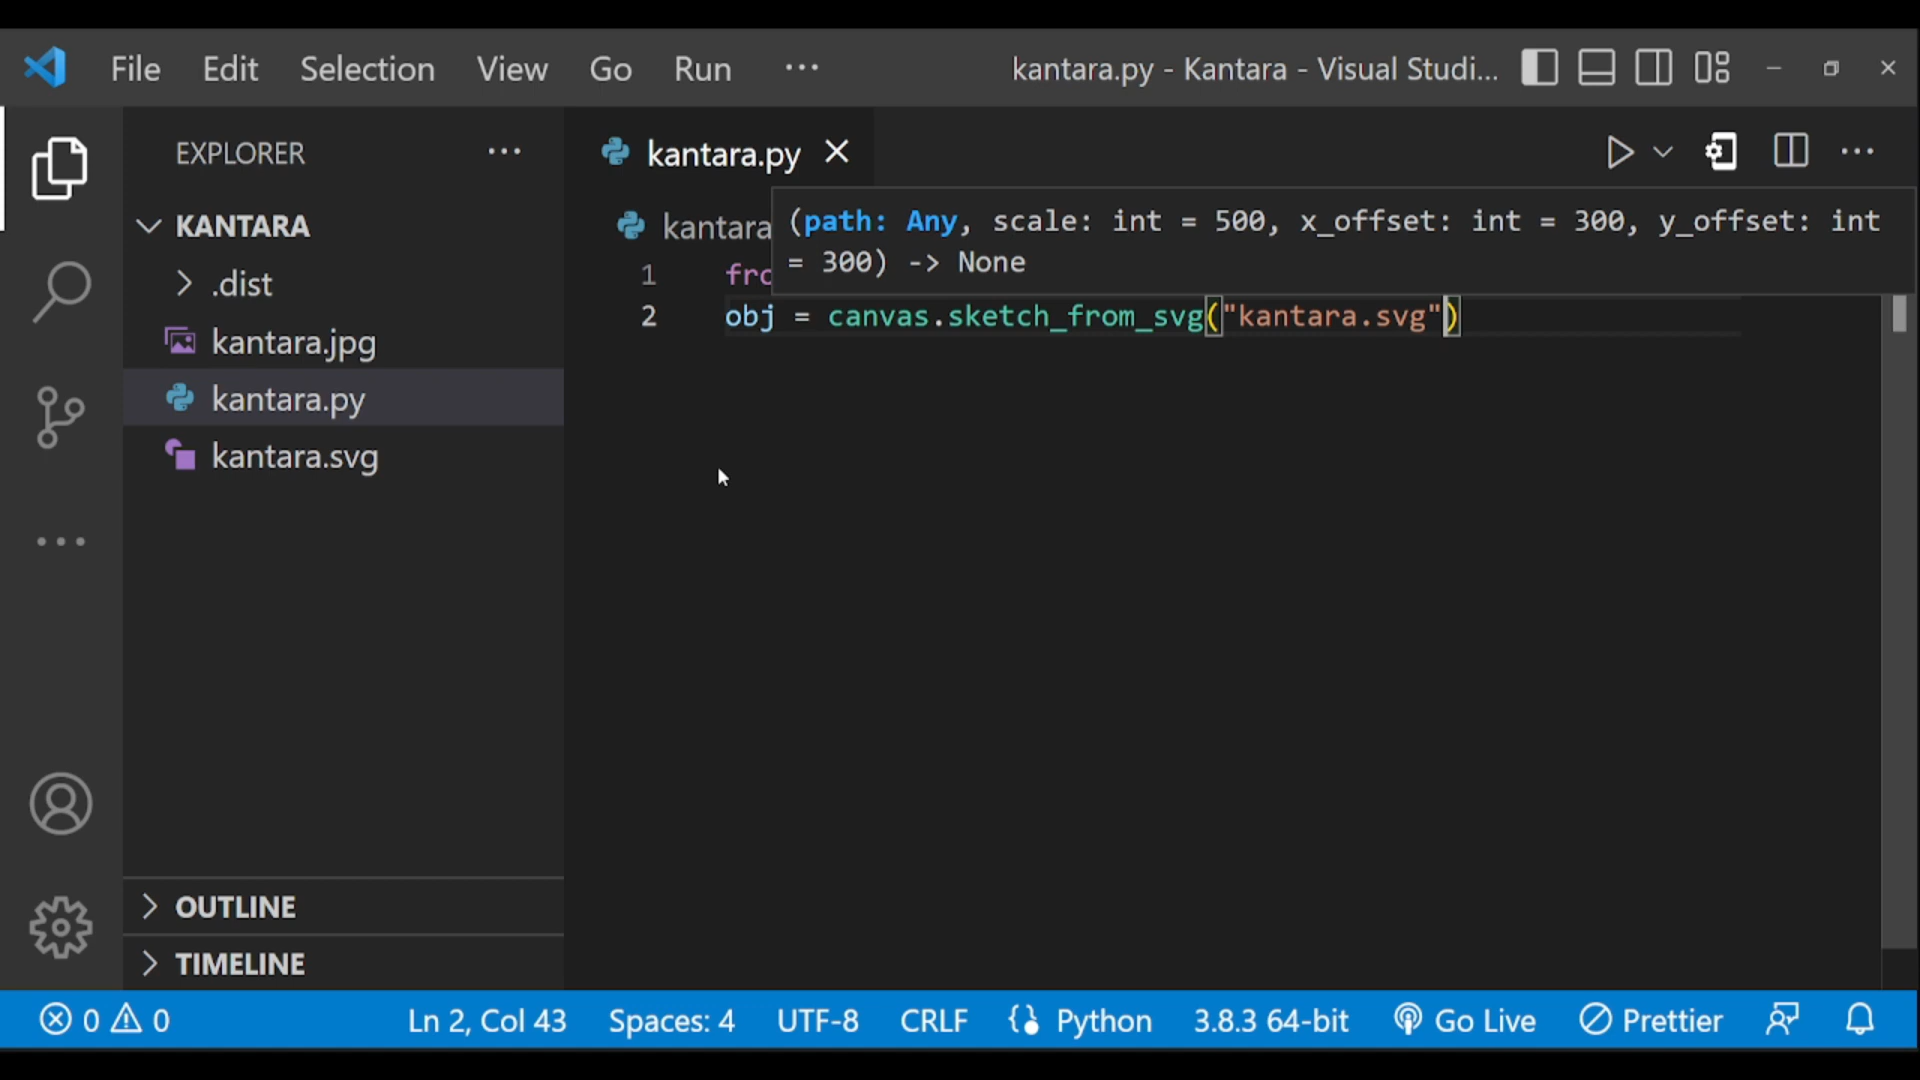 File Edit Selection View Go Run ··· kantara.py - Kantara - Visual Studi...
EXPLORER ···
kantara.py
KANTARA
kantara
(path: Any, scale: int = 500, x_offset: int = 300, y_offset: int
= 300) -> None
1 fro
2 obj = canvas.sketch_from_svg("kantara.svg")
.dist
kantara.jpg
kantara.py
kantara.svg
OUTLINE
TIMELINE
0 0 Ln 2, Col 43 Spaces: 4 UTF-8 CRLF Python 3.8.3 64-bit Go Live Prettier